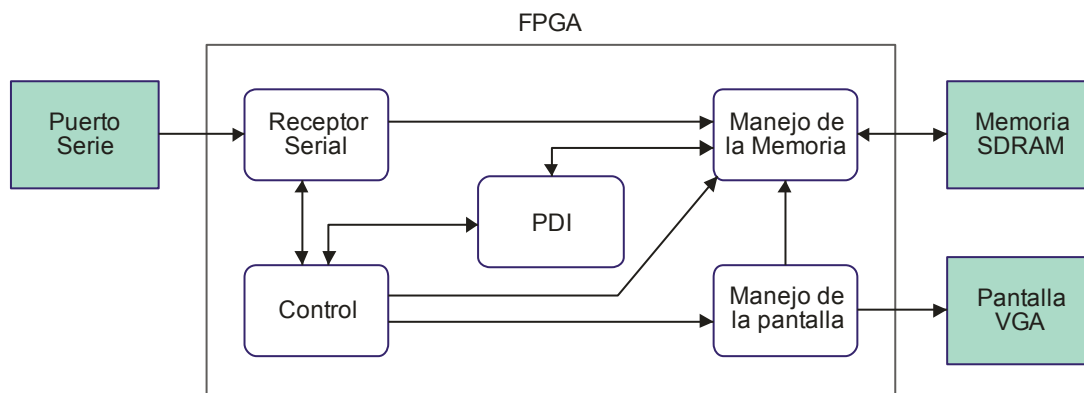 FPGA
Puerto
Serie
Receptor
Serial
Manejo de
la Memoria
Memoria
SDRAM
PDI
Control
Manejo de
la pantalla
Pantalla
VGA